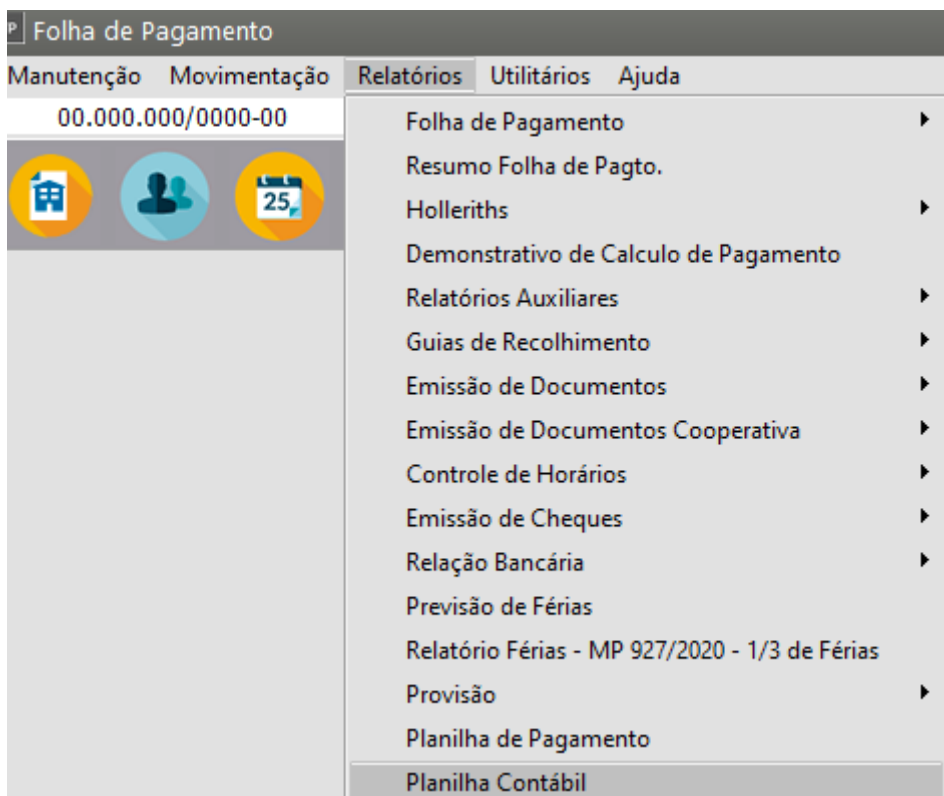 P Folha de Pagamento
Manutenção Movimentação Relatórios Utilitários Ajuda
00.000.000/0000-00
25
Folha de Pagamento
Resumo Folha de Pagto.
Holleriths
Demonstrativo de Calculo de Pagamento
Relatórios Auxiliares
Guias de Recolhimento
Emissão de Documentos
Emissão de Documentos Cooperativa
Controle de Horários
Emissão de Cheques
Relação Bancária
Previsão de Férias
Relatório Férias - MP 927/2020 - 1/3 de Férias
Provisão
Planilha de Pagamento
Planilha Contábil